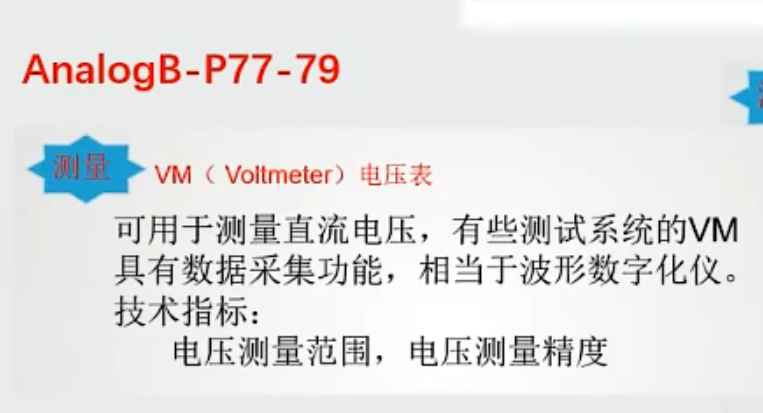 AnalogB-P77-79
测量
VM（ Voltmeter）电压表
可用于测量直流电压，有些测试系统的VM
具有数据采集功能，相当于波形数字化仪。
技术指标：
电压测量范围，电压测量精度